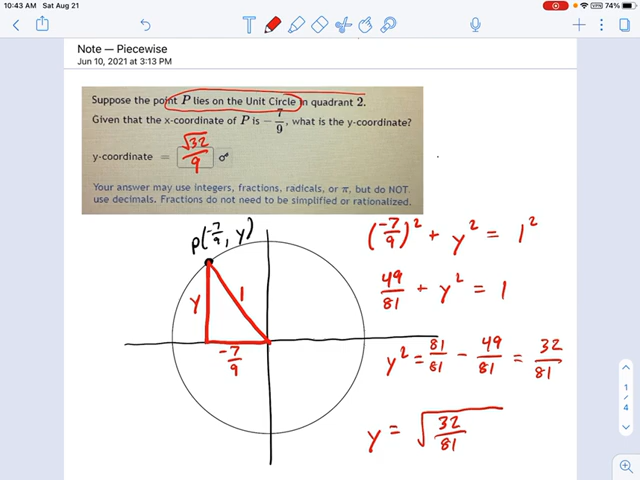 10:43 AM Sat Aug 21
74%
Note — Piecewise
Jun 10, 2021 at 3:13 PM
Suppose the point P lies on the Unit Circle in quadrant 2.
Given that the x-coordinate of P is −7/9, what is the y-coordinate?
y-coordinate = √32/9
Your answer may use integers, fractions, radicals, or π, but do NOT
use decimals. Fractions do not need to be simplified or rationalized.
P(-7/9, y)
y
1
-7/9
(-7/9)² + y² = 1²
49/81 + y² = 1
y² = 81/81 - 49/81 = 32/81
y = √(32/81)
1
/
4